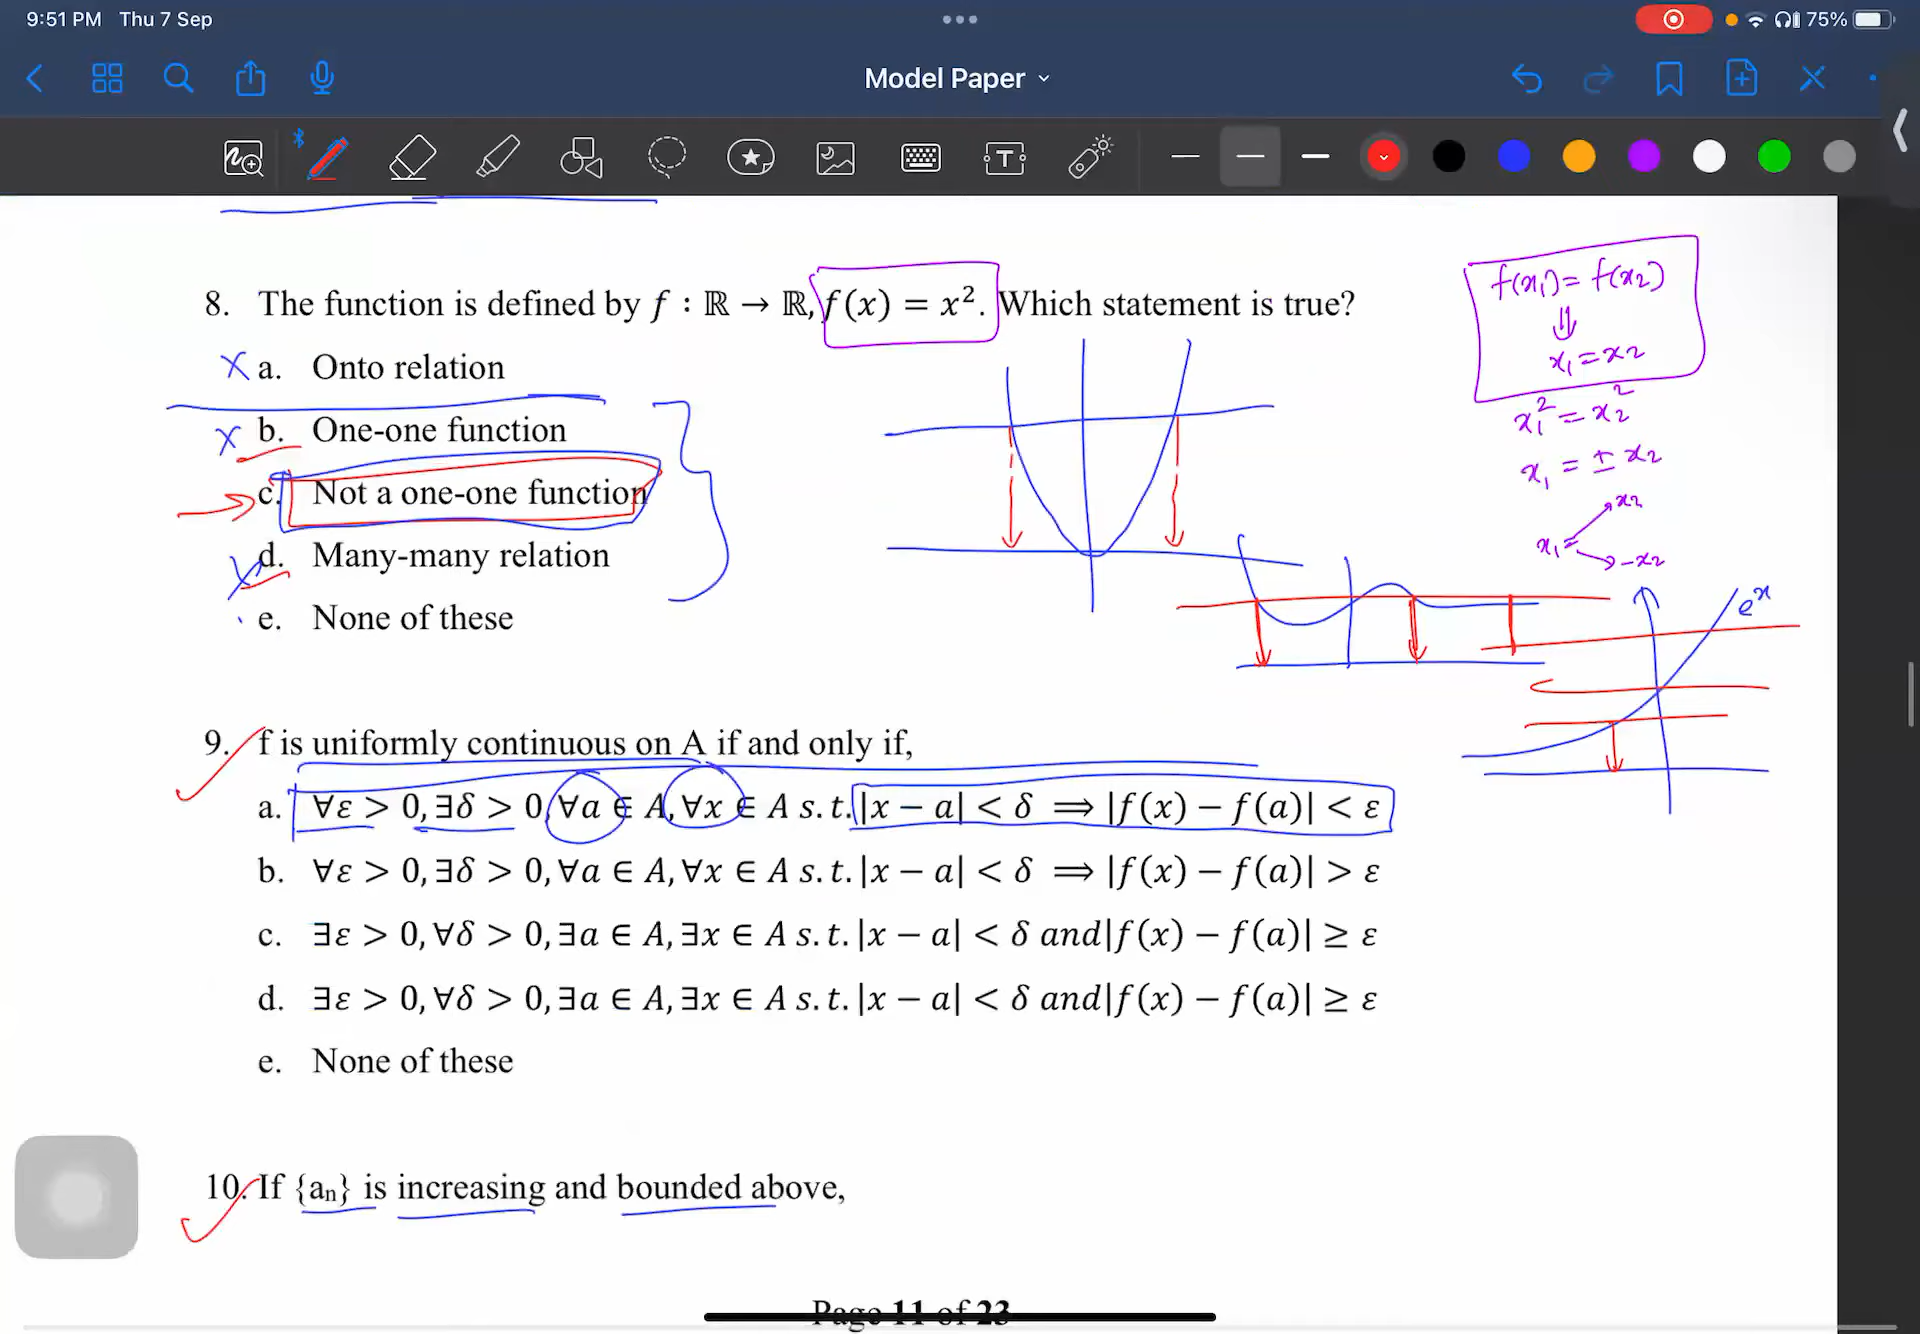 9:51 PM Thu 7 Sep
75%
Model Paper
f(x₁) = f(x₂)
⇓
x₁ = x₂
8. The function is defined by f : ℝ → ℝ, f(x) = x². Which statement is true?
X a. Onto relation
x₁² = x₂²
X b. One-one function
x₁ = ± x₂
c. Not a one-one function
x₂
x₁ =
-x₂
X d. Many-many relation
eˣ
e. None of these
9. f is uniformly continuous on A if and only if,
a. ∀ε > 0, ∃δ > 0, ∀a ∈ A, ∀x ∈ A s.t. |x − a| < δ ⟹ |f(x) − f(a)| < ε
b. ∀ε > 0, ∃δ > 0, ∀a ∈ A, ∀x ∈ A s.t. |x − a| < δ ⟹ |f(x) − f(a)| > ε
c. ∃ε > 0, ∀δ > 0, ∃a ∈ A, ∃x ∈ A s.t. |x − a| < δ and|f(x) − f(a)| ≥ ε
d. ∃ε > 0, ∀δ > 0, ∃a ∈ A, ∃x ∈ A s.t. |x − a| < δ and|f(x) − f(a)| ≥ ε
e. None of these
10. If {aₙ} is increasing and bounded above,
Page 11 of 23